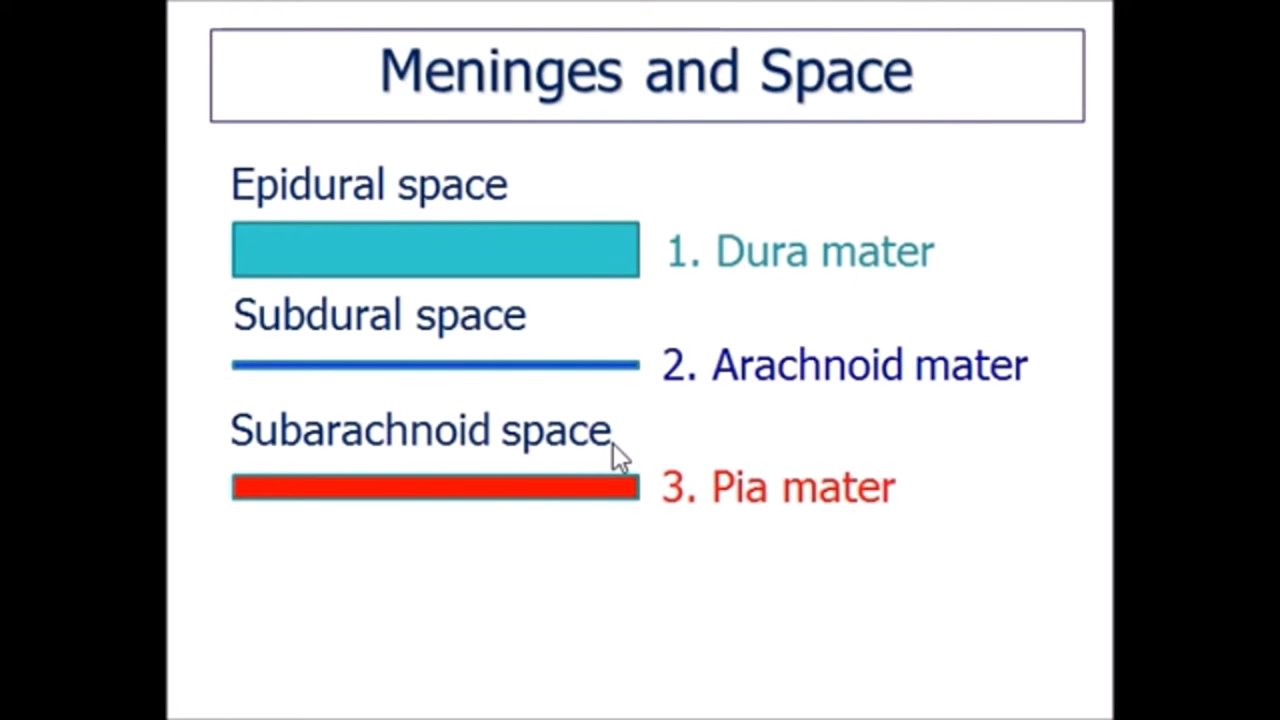 Meninges and Space
Epidural space
1. Dura mater
Subdural space
2. Arachnoid mater
Subarachnoid space
3. Pia mater